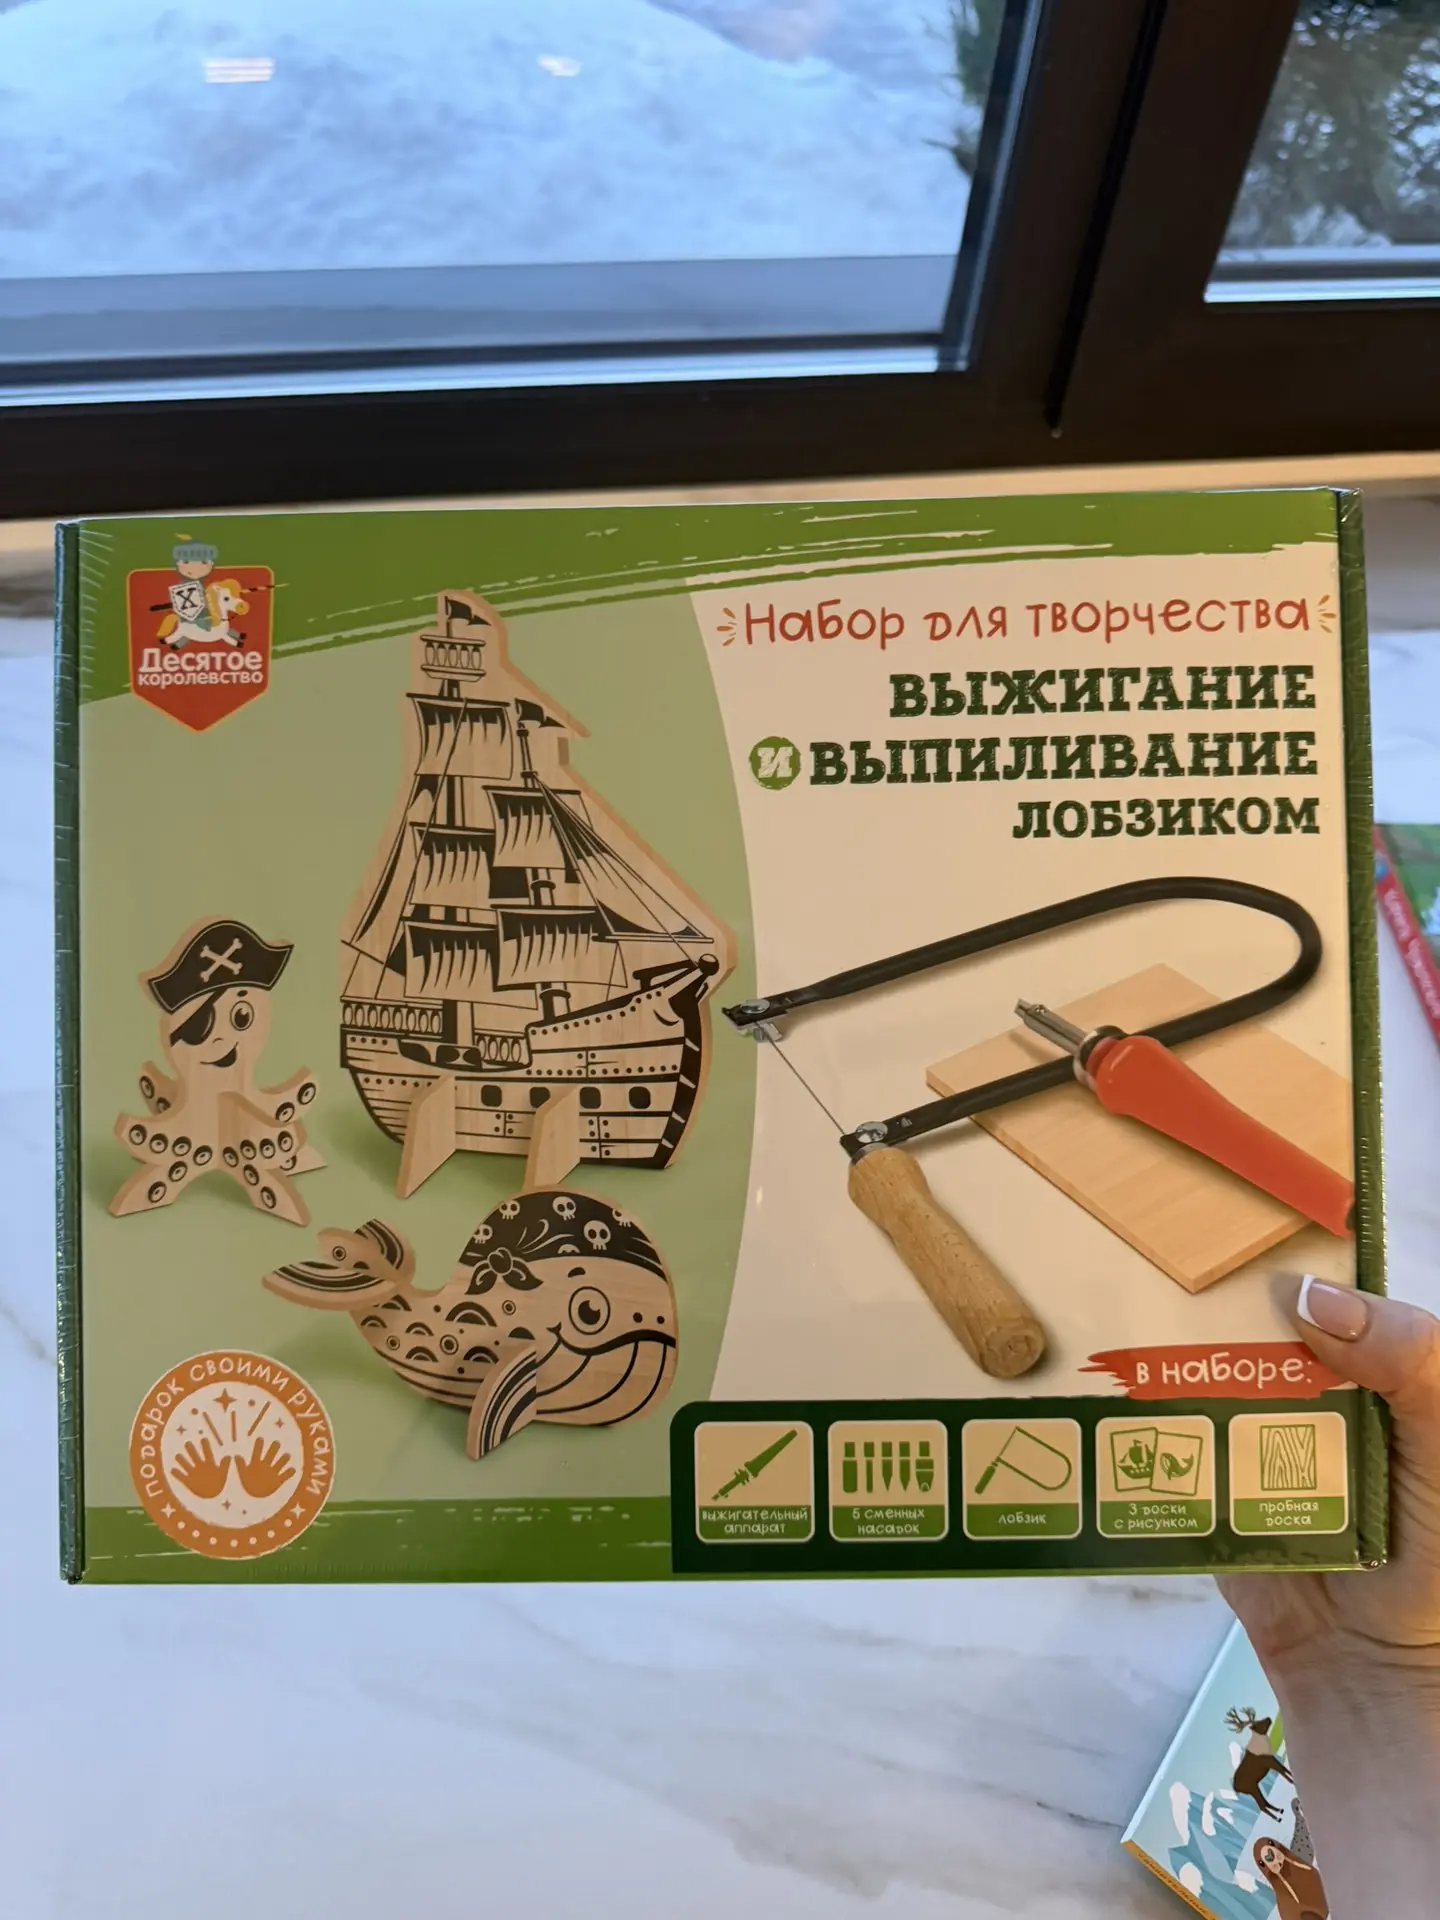 Десятое
королевство
Набор для творчества
ВЫЖИГАНИЕ
И ВЫПИЛИВАНИЕ
ЛОБЗИКОМ
ПОДАРОК СВОИМИ РУКАМИ
В НАБОРЕ:
выжигательный
аппарат
5 сменных
насадок
лобзик
3 доски
с рисунком
пробная
доска